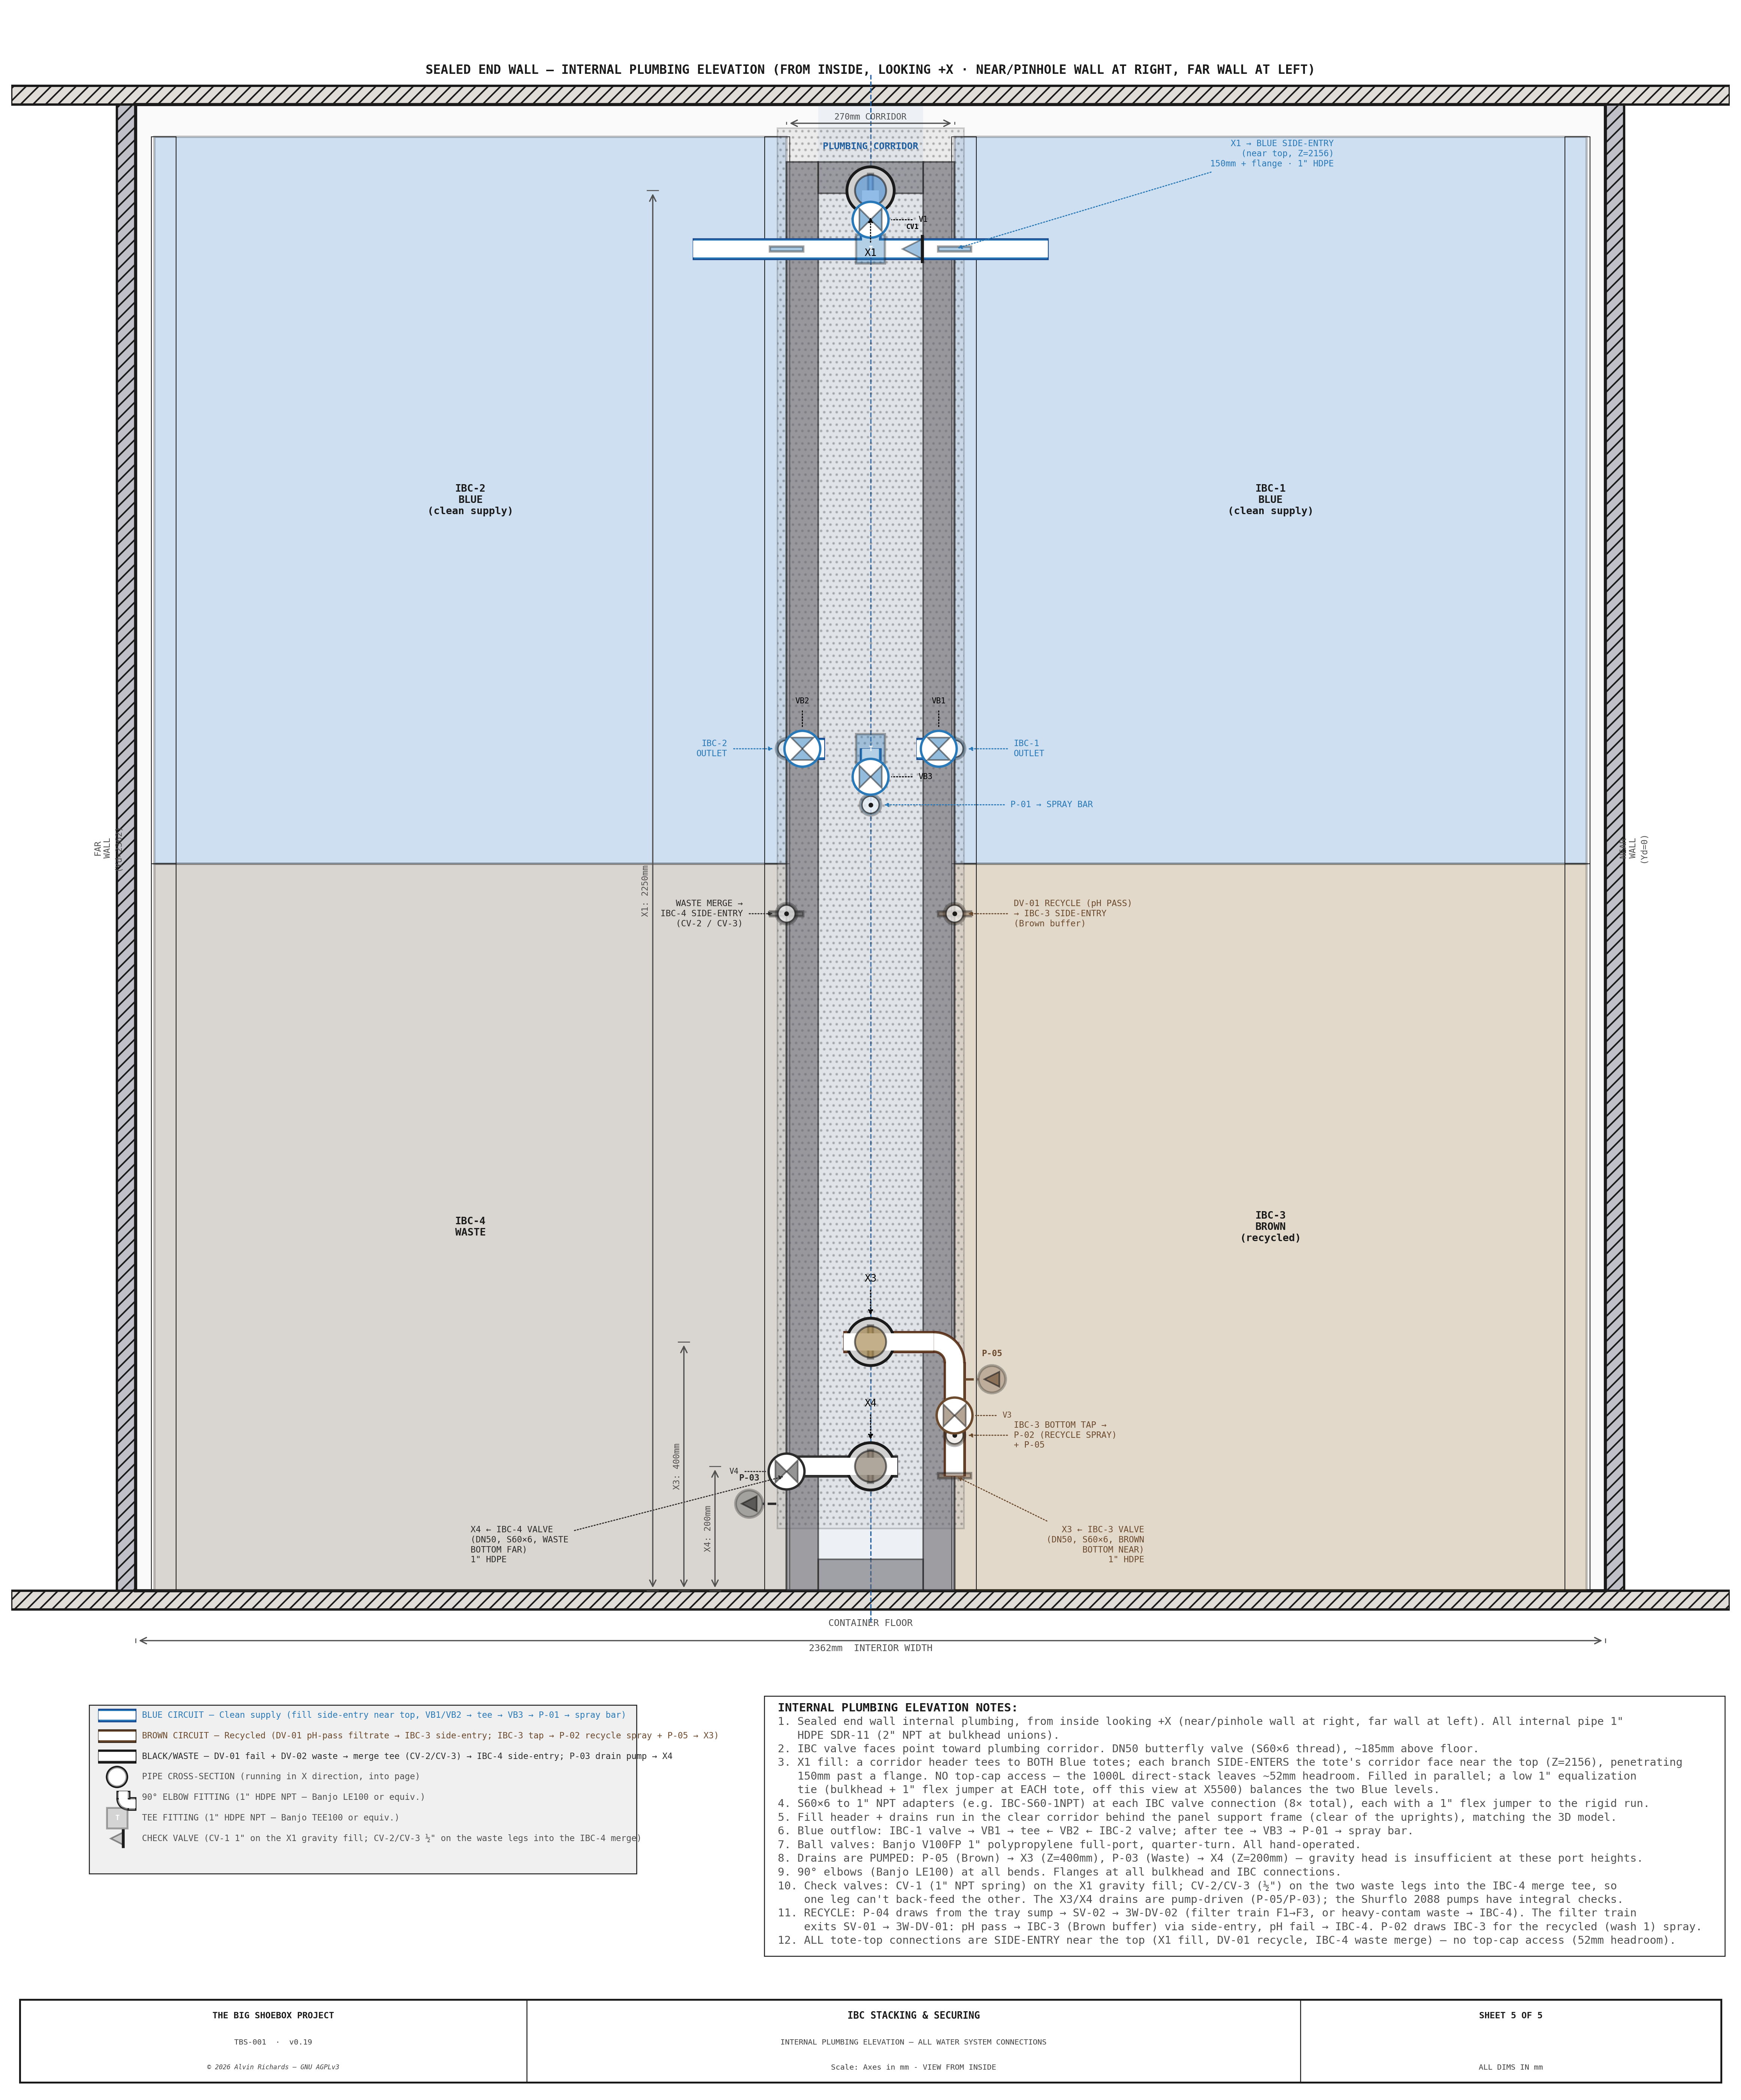 SEALED END WALL — INTERNAL PLUMBING ELEVATION (FROM INSIDE, LOOKING +X · NEAR/PINHOLE WALL AT RIGHT, FAR WALL AT LEFT)
270mm CORRIDOR
PLUMBING CORRIDOR
X1 → BLUE SIDE-ENTRY
(near top, Z=2156)
150mm + flange · 1" HDPE
V1
CV1
X1
IBC-2
BLUE
(clean supply)
IBC-1
BLUE
(clean supply)
VB2
VB1
IBC-2
OUTLET
IBC-1
OUTLET
VB3
P-01 → SPRAY BAR
FAR
WALL
WALL
(Yd=0)
X1: 2250mm
WASTE MERGE →
IBC-4 SIDE-ENTRY
(CV-2 / CV-3)
DV-01 RECYCLE (pH PASS)
→ IBC-3 SIDE-ENTRY
(Brown buffer)
IBC-4
WASTE
IBC-3
BROWN
(recycled)
X3
P-05
X4
V3
IBC-3 BOTTOM TAP →
P-02 (RECYCLE SPRAY)
+ P-05
X3: 400mm
V4
P-03
X4: 200mm
X4 ← IBC-4 VALVE
(DN50, S60×6, WASTE
BOTTOM FAR)
1" HDPE
X3 ← IBC-3 VALVE
(DN50, S60×6, BROWN
BOTTOM NEAR)
1" HDPE
CONTAINER FLOOR
2362mm  INTERIOR WIDTH
BLUE CIRCUIT — Clean supply (fill side-entry near top, VB1/VB2 → tee → VB3 → P-01 → spray bar)
BROWN CIRCUIT — Recycled (DV-01 pH-pass filtrate → IBC-3 side-entry; IBC-3 tap → P-02 recycle spray + P-05 → X3)
BLACK/WASTE — DV-01 fail + DV-02 waste → merge tee (CV-2/CV-3) → IBC-4 side-entry; P-03 drain pump → X4
PIPE CROSS-SECTION (running in X direction, into page)
90° ELBOW FITTING (1" HDPE NPT — Banjo LE100 or equiv.)
T
TEE FITTING (1" HDPE NPT — Banjo TEE100 or equiv.)
CHECK VALVE (CV-1 1" on the X1 gravity fill; CV-2/CV-3 ½" on the waste legs into the IBC-4 merge)
INTERNAL PLUMBING ELEVATION NOTES:
1. Sealed end wall internal plumbing, from inside looking +X (near/pinhole wall at right, far wall at left). All internal pipe 1"
HDPE SDR-11 (2" NPT at bulkhead unions).
2. IBC valve faces point toward plumbing corridor. DN50 butterfly valve (S60×6 thread), ~185mm above floor.
3. X1 fill: a corridor header tees to BOTH Blue totes; each branch SIDE-ENTERS the tote's corridor face near the top (Z=2156), penetrating
150mm past a flange. NO top-cap access — the 1000L direct-stack leaves ~52mm headroom. Filled in parallel; a low 1" equalization
tie (bulkhead + 1" flex jumper at EACH tote, off this view at X5500) balances the two Blue levels.
4. S60×6 to 1" NPT adapters (e.g. IBC-S60-1NPT) at each IBC valve connection (8× total), each with a 1" flex jumper to the rigid run.
5. Fill header + drains run in the clear corridor behind the panel support frame (clear of the uprights), matching the 3D model.
6. Blue outflow: IBC-1 valve → VB1 → tee ← VB2 ← IBC-2 valve; after tee → VB3 → P-01 → spray bar.
7. Ball valves: Banjo V100FP 1" polypropylene full-port, quarter-turn. All hand-operated.
8. Drains are PUMPED: P-05 (Brown) → X3 (Z=400mm), P-03 (Waste) → X4 (Z=200mm) — gravity head is insufficient at these port heights.
9. 90° elbows (Banjo LE100) at all bends. Flanges at all bulkhead and IBC connections.
10. Check valves: CV-1 (1" NPT spring) on the X1 gravity fill; CV-2/CV-3 (½") on the two waste legs into the IBC-4 merge tee, so
one leg can't back-feed the other. The X3/X4 drains are pump-driven (P-05/P-03); the Shurflo 2088 pumps have integral checks.
11. RECYCLE: P-04 draws from the tray sump → SV-02 → 3W-DV-02 (filter train F1→F3, or heavy-contam waste → IBC-4). The filter train
exits SV-01 → 3W-DV-01: pH pass → IBC-3 (Brown buffer) via side-entry, pH fail → IBC-4. P-02 draws IBC-3 for the recycled (wash 1) spray.
12. ALL tote-top connections are SIDE-ENTRY near the top (X1 fill, DV-01 recycle, IBC-4 waste merge) — no top-cap access (52mm headroom).
THE BIG SHOEBOX PROJECT
TBS-001  ·  v0.19
© 2026 Alvin Richards — GNU AGPLv3
IBC STACKING & SECURING
INTERNAL PLUMBING ELEVATION — ALL WATER SYSTEM CONNECTIONS
Scale: Axes in mm - VIEW FROM INSIDE
SHEET 5 OF 5
ALL DIMS IN mm